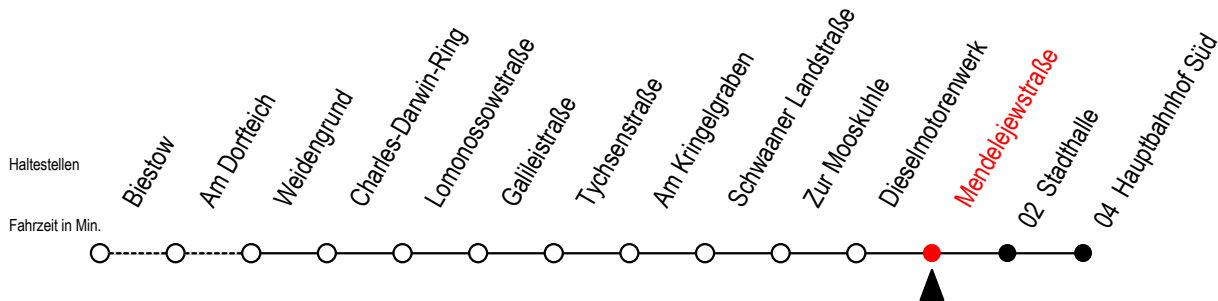 Haltestellen
Fahrzeit in Min.
Biestow
Am Dorfteich
Weidengrund
Charles-Darwin-Ring
Lomonossowstraße
Galileistraße
Tychsenstraße
Am Kringelgraben
Schwaaner Landstraße
Zur Mooskuhle
Dieselmotorenwerk
Mendelejewstraße
02 Stadthalle
04 Hauptbahnhof Süd